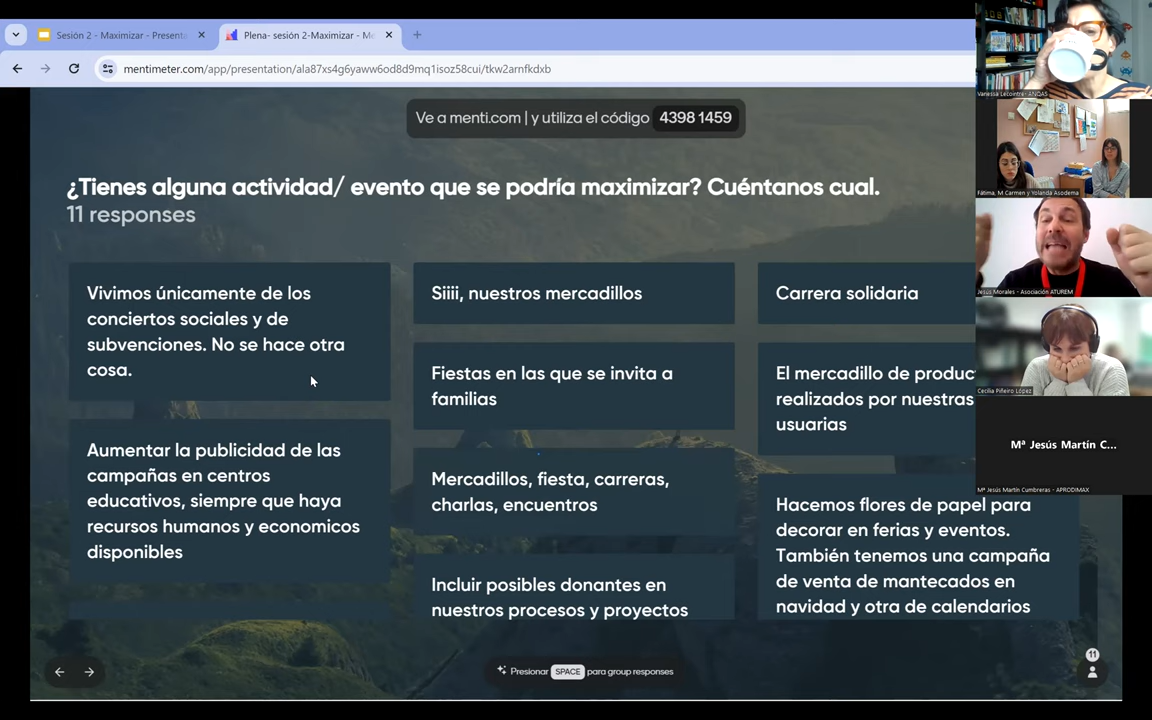 Sesión 2 - Maximizar - Present
Plena- sesión 2-Maximizar - M
mentimeter.com/app/presentation/ala87xs4g6yaww6od8d9mq1isoz58cui/tkw2arnfkdxb
Ve a menti.com | y utiliza el código 4398 1459
¿Tienes alguna actividad/ evento que se podría maximizar? Cuéntanos cual.
11 responses
Vivimos únicamente de los
conciertos sociales y de
subvenciones. No se hace otra
cosa.
Aumentar la publicidad de las
campañas en centros
educativos, siempre que haya
recursos humanos y economicos
disponibles
Siiii, nuestros mercadillos
Fiestas en las que se invita a
familias
Mercadillos, fiesta, carreras,
charlas, encuentros
Incluir posibles donantes en
nuestros procesos y proyectos
Carrera solidaria
El mercadillo de produc
realizados por nuestras
usuarias
Hacemos flores de papel para
decorar en ferias y eventos.
También tenemos una campaña
de venta de mantecados en
navidad y otra de calendarios
Presionar SPACE para group responses
11
Vanessa Lecointre- ANQAS
Fátima, M Carmen y Yolanda Asodema
Jesús Morales - Asociación ATUREM
Cecilia Piñeiro López
Mª Jesús Martín C...
Mª Jesús Martín Cumbreras - APRODIMAX